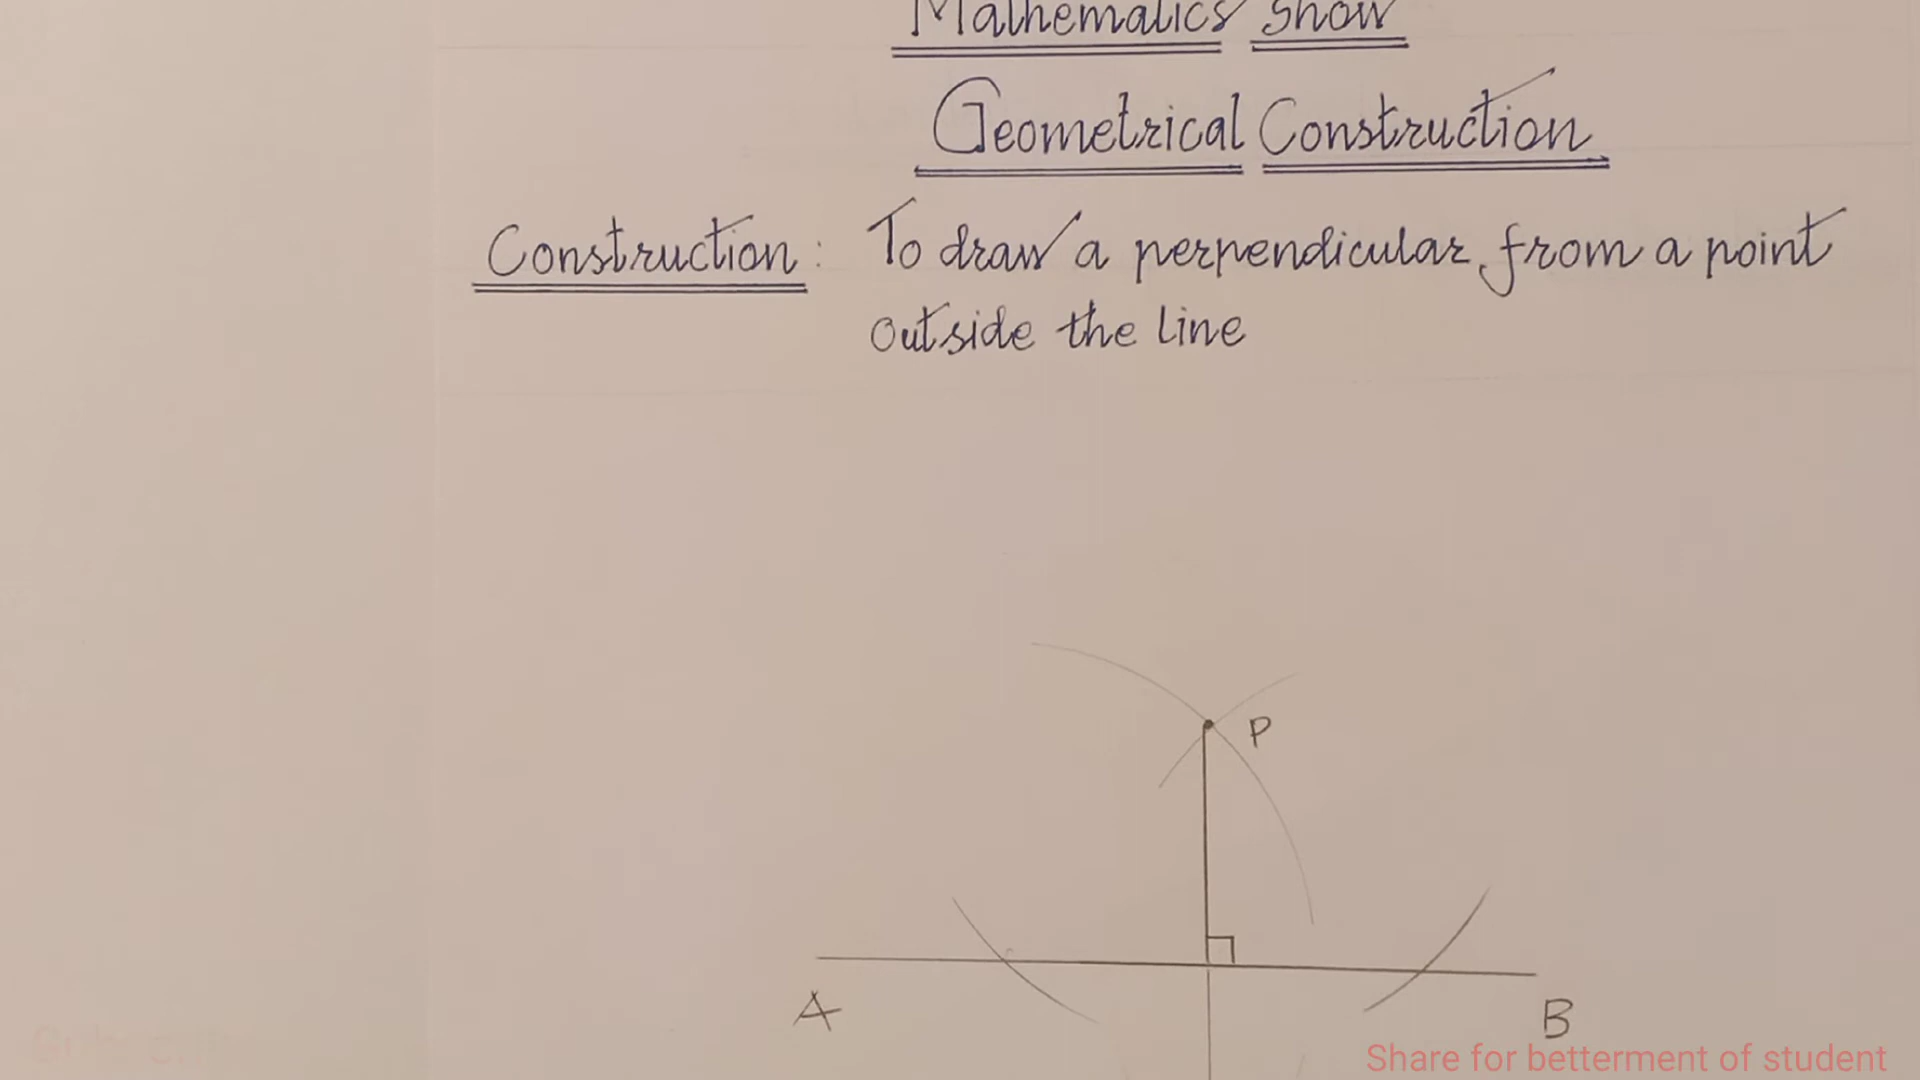 Mathematics Show
Geometrical Construction
Construction: To draw a perpendicular from a point
outside the line
P
A
B
Share for betterment of student